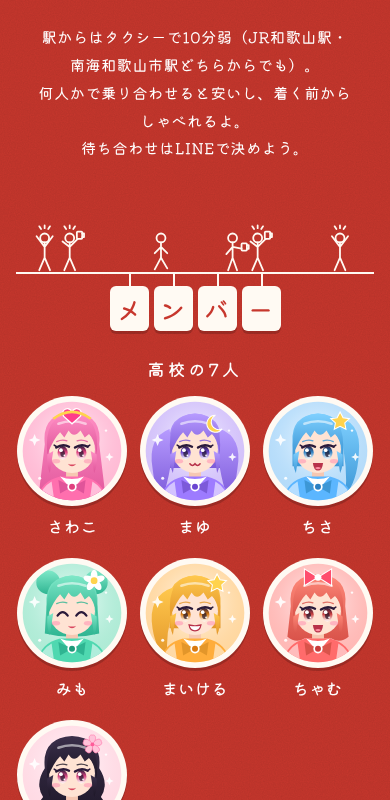 駅からはタクシーで10分弱（JR和歌山駅・
南海和歌山市駅どちらからでも）。
何人かで乗り合わせると安いし、着く前から
しゃべれるよ。
待ち合わせはLINEで決めよう。
メンバー
高校の7人
さわこ
まゆ
ちさ
みも
まいける
ちゃむ